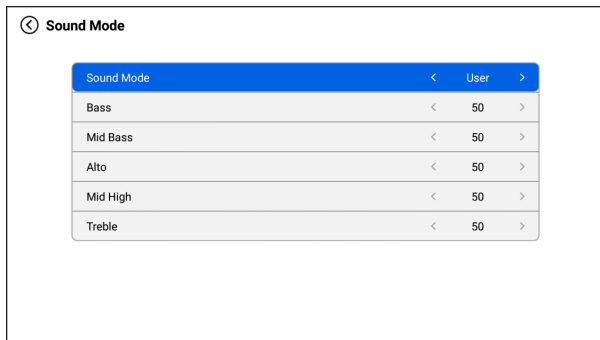 Sound Mode
Sound Mode User
Bass 50
Mid Bass 50
Alto 50
Mid High 50
Treble 50